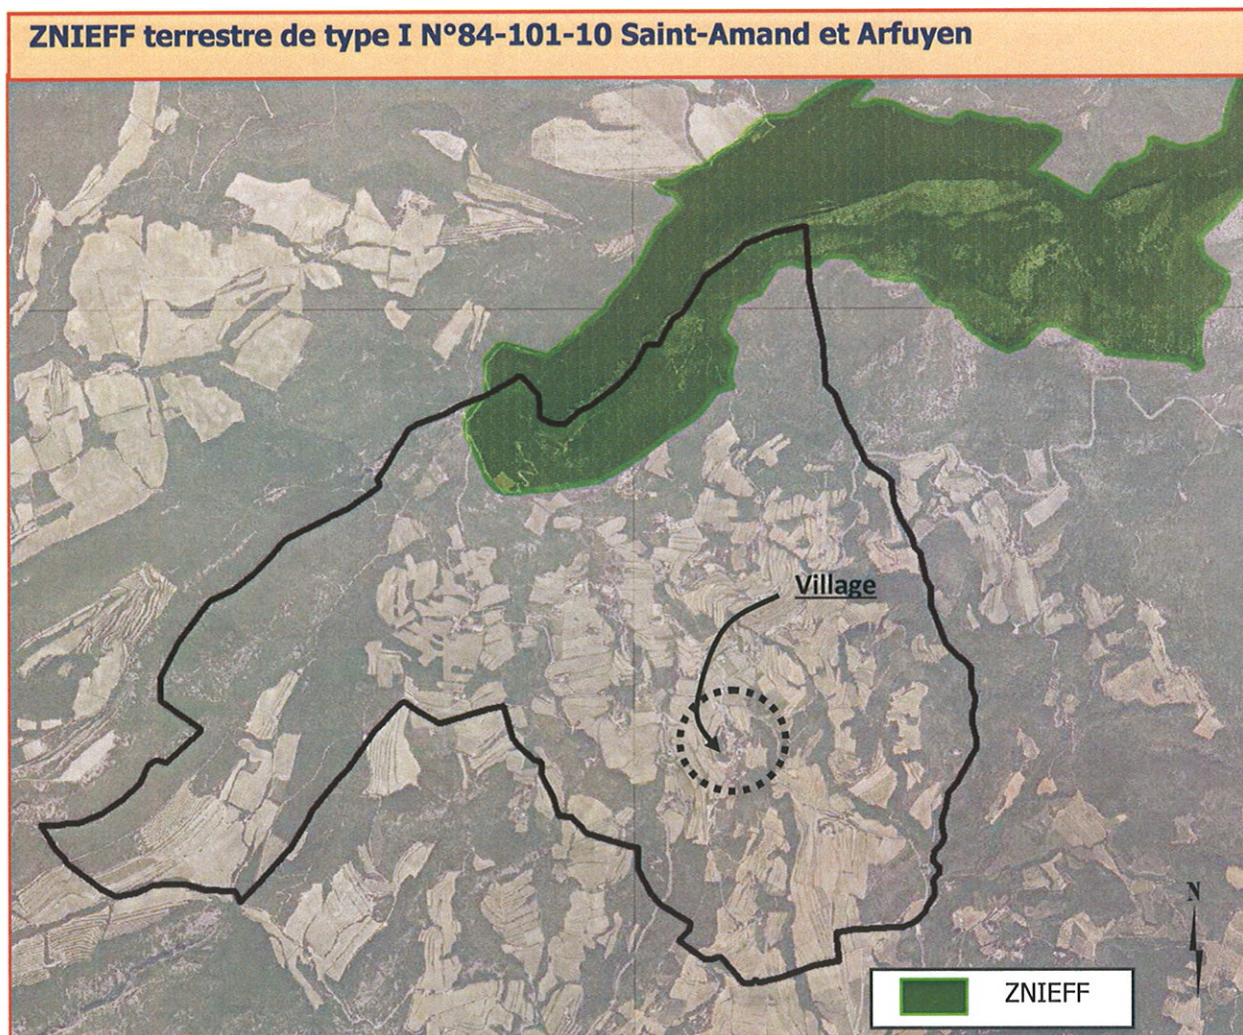 ZNIEFF terrestre de type I N°84-101-10 Saint-Amand et Arfuyen
Village
N
ZNIEFF